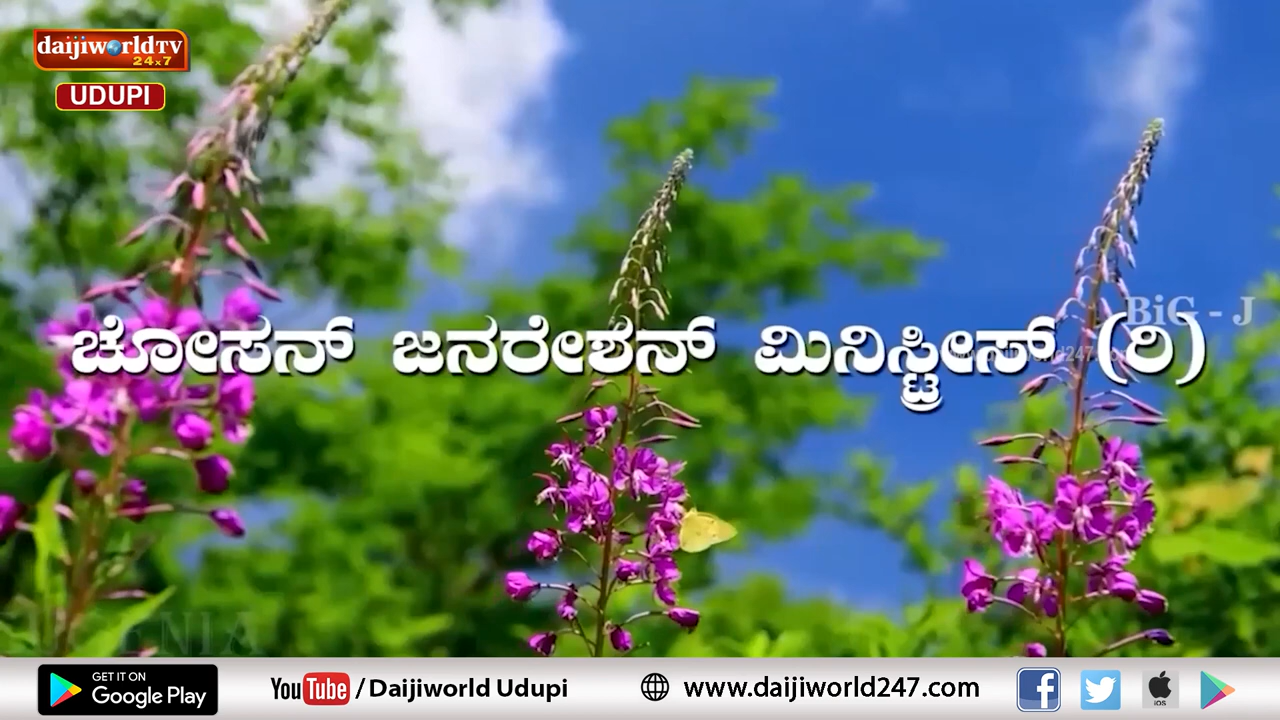 daijiworldTV
24x7
UDUPI
BiG - J
ಚೋಸನ್ ಜನರೇಶನ್ ಮಿನಿಸ್ಟ್ರೀಸ್ (ರಿ)
GET IT ON
Google Play
YouTube / Daijiworld Udupi
www.daijiworld247.com
iOS